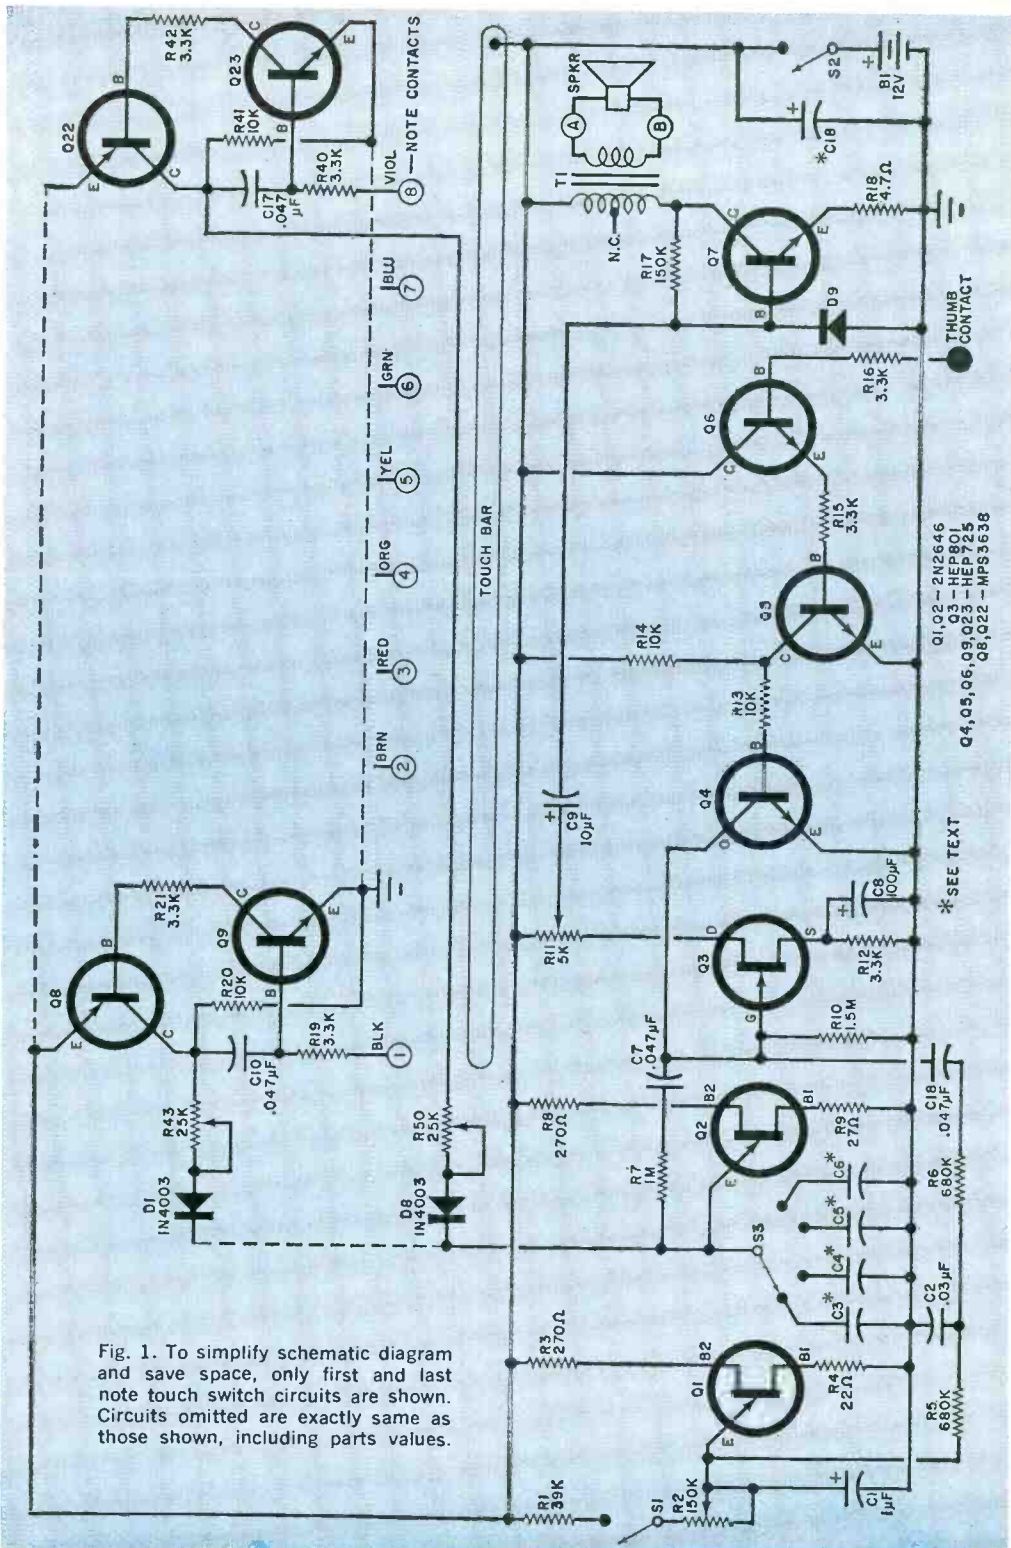 Q22
B
R42
3.3K
C
Q23
E
E
C
R41
10K
B
C17
.047
µF
R40
3.3K
VIOL
8
NOTE CONTACTS
7
BLU
6
GRN
5
YEL
4
ORG
3
RED
2
BRN
Q8
B
R21
3.3K
C
Q9
E
E
C
R20
10K
B
C10
.047µF
R19
3.3K
BLK
1
R43
25K
D1
1N4003
R50
25K
D8
1N4003
TOUCH BAR
SPKR
A
B
T1
N.C.
R17
150K
C
Q7
B
E
R18
4.7Ω
D9
*C18
+
S2
+
B1
12V
THUMB
CONTACT
R16
3.3K
B
Q6
C
E
R15
3.3K
B
Q5
C
E
R14
10K
R13
10K
B
Q4
C
E
+
C9
10µF
R11
5K
D
Q3
G
S
R12
3.3K
+
C8
100µF
R10
1.5M
C7
.047µF
R8
270Ω
B2
Q2
E
B1
R9
27Ω
R7
1M
C18
.047µF
R6
680K
S3
C6*
C5*
C4*
C3*
C2
.03µF
R5
680K
R3
270Ω
B2
Q1
E
B1
R4
22Ω
R1
39K
S1
R2
150K
+
C1
1µF
Q1,Q2-2N2646
Q3-HEP801
Q4,Q5,Q6,Q9,Q23-HEP725
Q8,Q22-MPS3638
*SEE TEXT
Fig. 1. To simplify schematic diagram
and save space, only first and last
note touch switch circuits are shown.
Circuits omitted are exactly same as
those shown, including parts values.